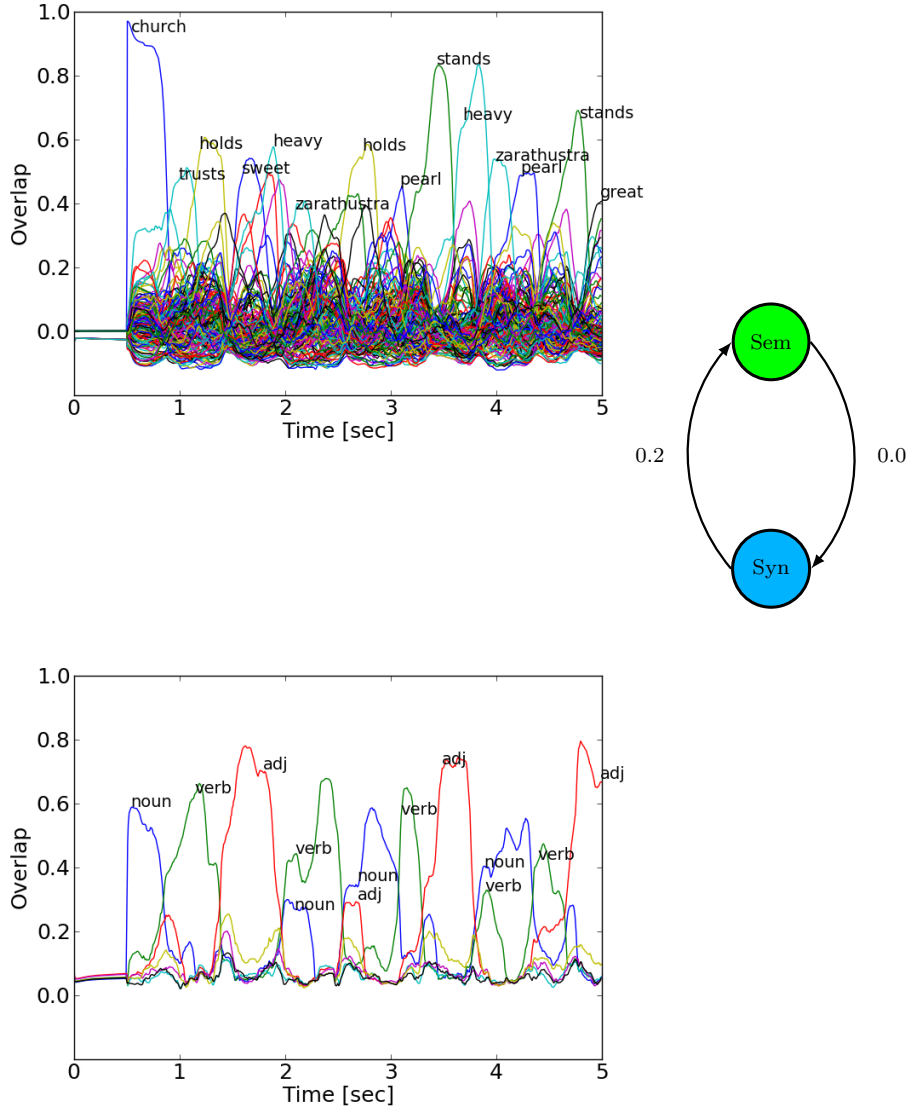 1.0
church
0.8
stands
heavy
stands
0.6
holds
heavy
holds
zarathustra
trusts
sweet
pearl
pearl
great
zarathustra
0.4
Overlap
0.2
0.0
0 1 2 3 4 5
Time [sec]
Sem
0.2
0.0
Syn
1.0
0.8
adj
adj
adj
0.6
noun
verb
verb
verb
verb
0.4
noun
noun
adj
verb
noun
Overlap
0.2
0.0
0 1 2 3 4 5
Time [sec]